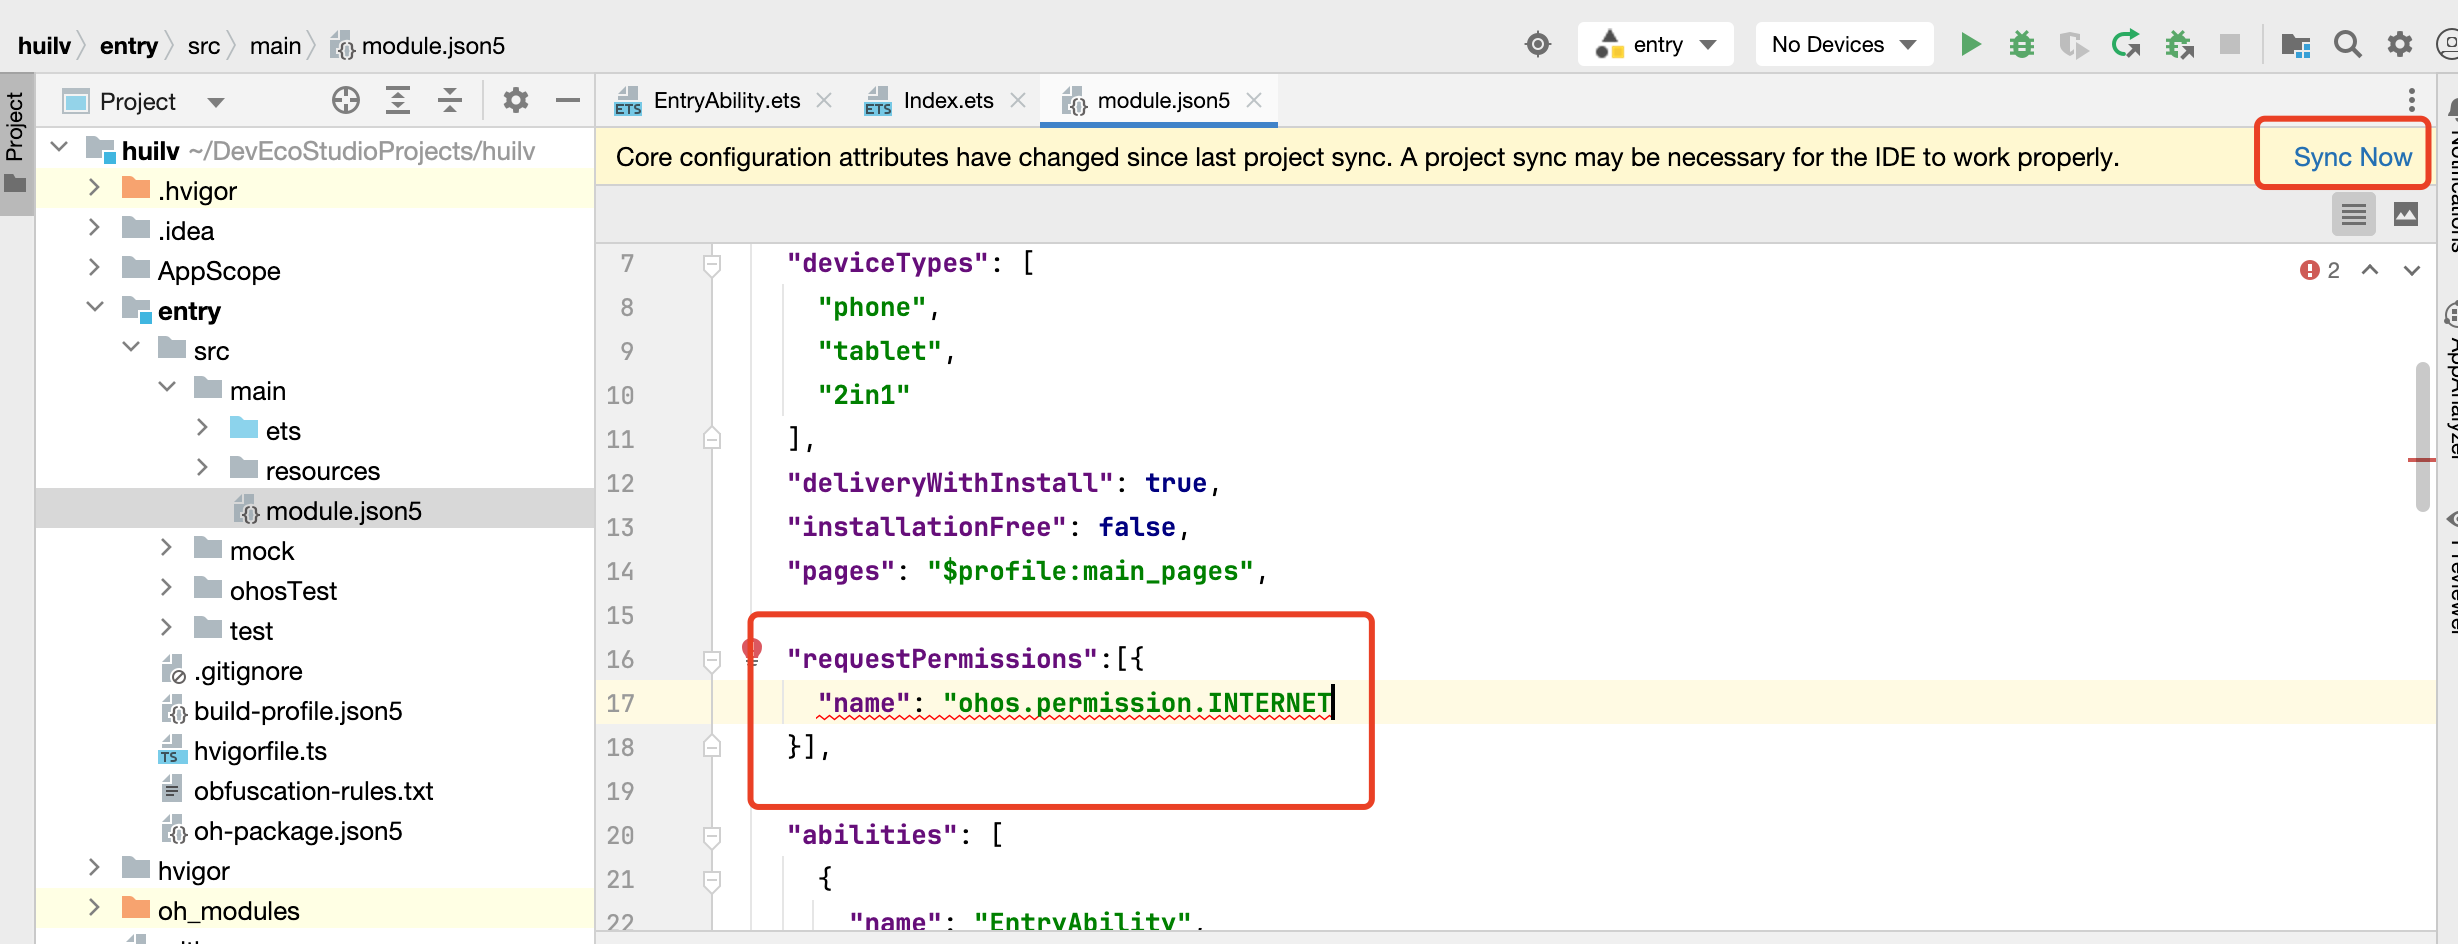 huilv entry src main module.json5
entry No Devices
Project
Project
EntryAbility.ets Index.ets module.json5
Core configuration attributes have changed since last project sync. A project sync may be necessary for the IDE to work properly. Sync Now
huilv ~/DevEcoStudioProjects/huilv
.hvigor
.idea
AppScope
entry
src
main
ets
resources
module.json5
mock
ohosTest
test
.gitignore
build-profile.json5
hvigorfile.ts
obfuscation-rules.txt
oh-package.json5
hvigor
oh_modules
2
7 "deviceTypes": [
8 "phone",
9 "tablet",
10 "2in1"
11 ],
12 "deliveryWithInstall": true,
13 "installationFree": false,
14 "pages": "$profile:main_pages",
15
16 "requestPermissions":[{
17 "name": "ohos.permission.INTERNET
18 }],
19
20 "abilities": [
21 {
22 "name": "EntryAbility",
Notifications
AppAnalyzer
Previewer